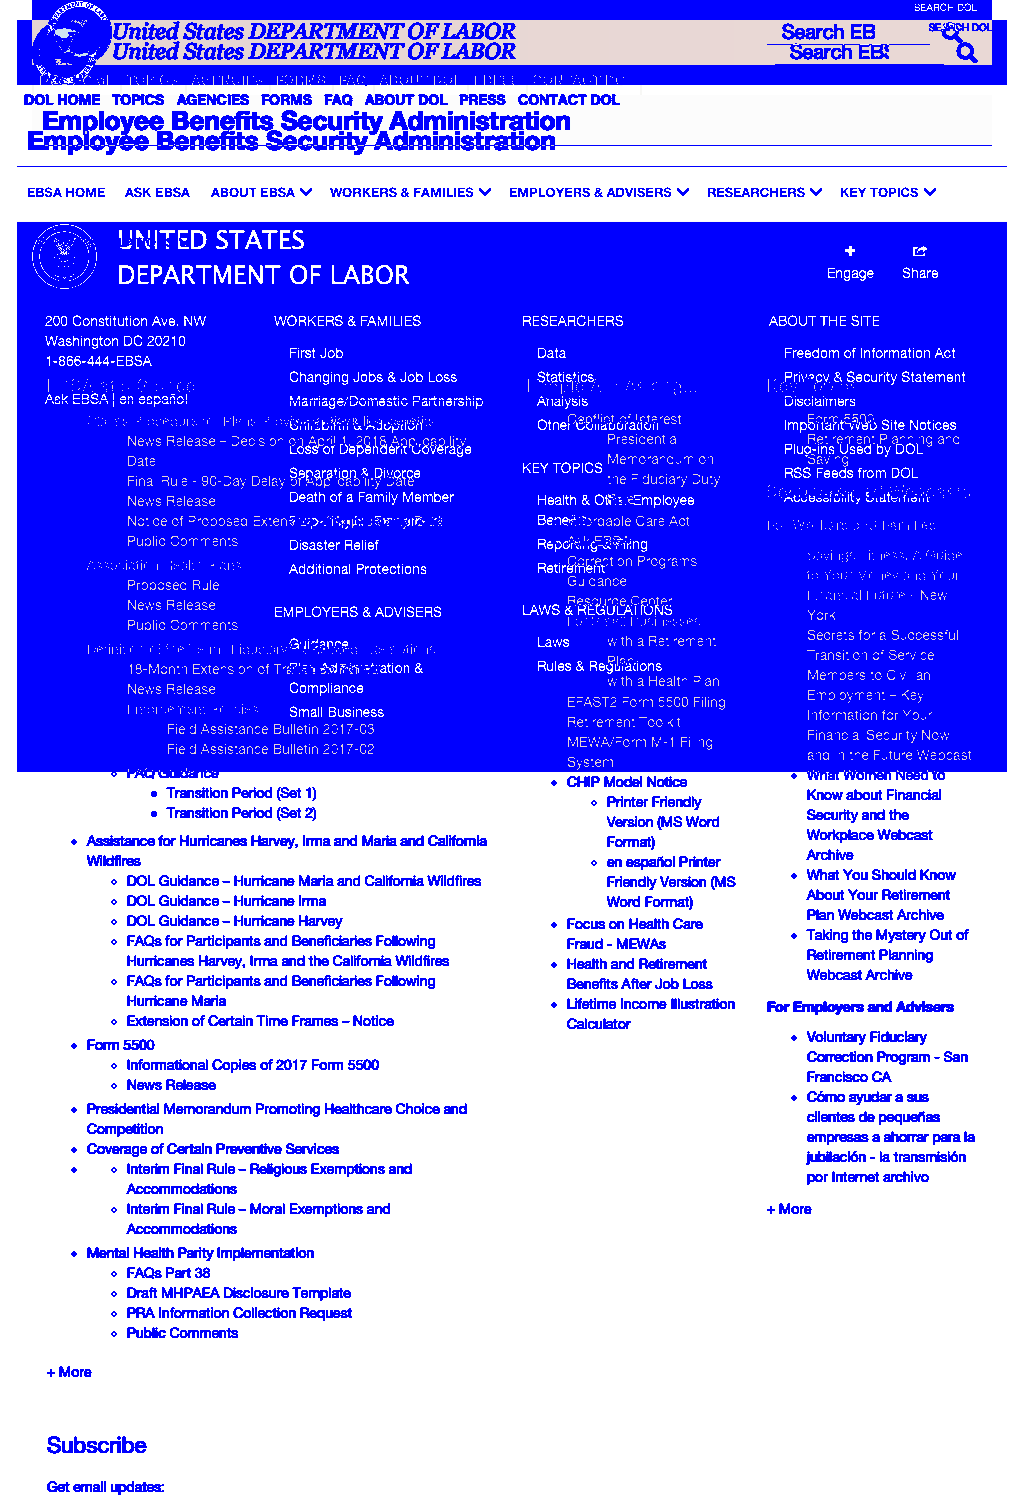 SEARCH DOL
SEARCH DOL
United States DEPARTMENT OF LABOR
United States DEPARTMENT OF LABOR
Search EB
Search EBS
DOL HOME TOPICS AGENCIES FORMS FAQ ABOUT DOL PRESS CONTACT DOL
Employee Benefits Security Administration
Employee Benefits Security Administration
EBSA HOME ASK EBSA ABOUT EBSA WORKERS & FAMILIES EMPLOYERS & ADVISERS RESEARCHERS KEY TOPICS
UNITED STATES
DEPARTMENT OF LABOR
Engage Share
200 Constitution Ave. NW
Washington DC 20210
1-866-444-EBSA
Ask EBSA | en español
News Release – Decision on April 1, 2018 Applicability
Date
Final Rule - 90-Day Delay of Applicability Date
News Release
Notice of Proposed
Public Comments
Proposed Rule
News Release
Public Comments
18-Month Extension of
News Release
Field Assistance Bulletin 2017-03
Field Assistance Bulletin 2017-02
WORKERS & FAMILIES
First Job
Changing Jobs & Job Loss
Marriage/Domestic Partnership
Childbirth & Adoption
Loss of Dependent Coverage
Separation & Divorce
Death of a Family Member
Disaster Relief
Additional Protections
EMPLOYERS & ADVISERS
Guidance
Plan Administration &
Compliance
Small Business
RESEARCHERS
Data
Statistics
Analysis
Other Collaboration
KEY TOPICS
Health & Other Employee
Benefits
Reporting & Filing
Retirement
LAWS & REGULATIONS
Laws
Rules & Regulations
Conflict of Interest
Presidential
Memorandum on
the Fiduciary Duty
Affordable Care Act
Correction Programs
Guidance
Resource Center
with a Retirement
Plan
with a Health Plan
EFAST2 Form 5500 Filing
Retirement Toolkit
MEWA/Form M-1 Filing
System
ABOUT THE SITE
Freedom of Information Act
Privacy & Security Statement
Disclaimers
Important Web Site Notices
Plug-Ins Used by DOL
RSS Feeds from DOL
Accessibility Statement
Form 5500
Retirement Planning and
Saving
Savings Fitness: A Guide
to Your Money and Your
Financial Future - New
York
Secrets for a Successful
Transition of Service
Members to Civilian
Employment – Key
Information for Your
Financial Security Now
and in the Future Webcast
FAQ Guidance
Transition Period (Set 1)
Transition Period (Set 2)
Assistance for Hurricanes Harvey, Irma and Maria and California
Wildfires
DOL Guidance – Hurricane Maria and California Wildfires
DOL Guidance – Hurricane Irma
DOL Guidance – Hurricane Harvey
FAQs for Participants and Beneficiaries Following
Hurricanes Harvey, Irma and the California Wildfires
FAQs for Participants and Beneficiaries Following
Hurricane Maria
Extension of Certain Time Frames – Notice
Form 5500
Informational Copies of 2017 Form 5500
News Release
Presidential Memorandum Promoting Healthcare Choice and
Competition
Coverage of Certain Preventive Services
Interim Final Rule – Religious Exemptions and
Accommodations
Interim Final Rule – Moral Exemptions and
Accommodations
Mental Health Parity Implementation
FAQs Part 38
Draft MHPAEA Disclosure Template
PRA Information Collection Request
Public Comments
+ More
CHIP Model Notice
Printer Friendly
Version (MS Word
Format)
en español Printer
Friendly Version (MS
Word Format)
Focus on Health Care
Fraud - MEWAs
Health and Retirement
Benefits After Job Loss
Lifetime Income Illustration
Calculator
What Women Need to
Know about Financial
Security and the
Workplace Webcast
Archive
What You Should Know
About Your Retirement
Plan Webcast Archive
Taking the Mystery Out of
Retirement Planning
Webcast Archive
For Employers and Advisers
Voluntary Fiduciary
Correction Program - San
Francisco CA
Cómo ayudar a sus
clientes de pequeñas
empresas a ahorrar para la
jubilación - la transmisión
por Internet archivo
+ More
Subscribe
Get email updates: